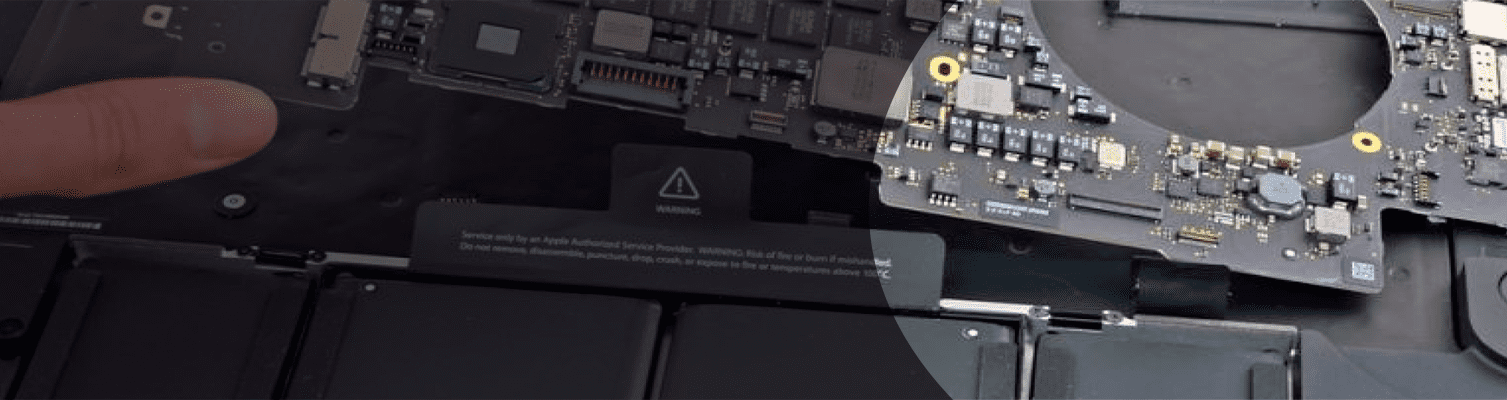 WARNING
Service only by an Apple Authorized Service Provider. WARNING: Risk of fire or burn if mishandled.
Do not remove, disassemble, puncture, drop, crush, or expose to fire or temperatures above 100°C